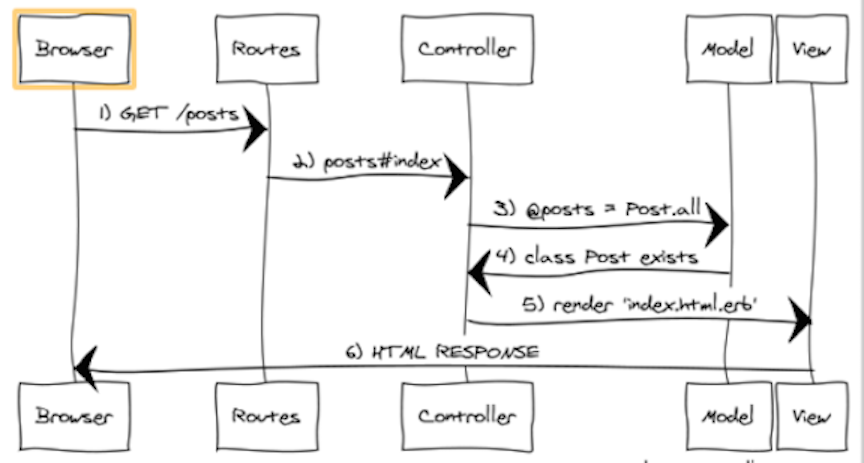 Browser Routes Controller Model View
1) GET /posts
2) posts#index
3) @posts = Post.all
4) class Post exists
5) render 'index.html.erb'
6) HTML RESPONSE
Browser Routes Controller Model View